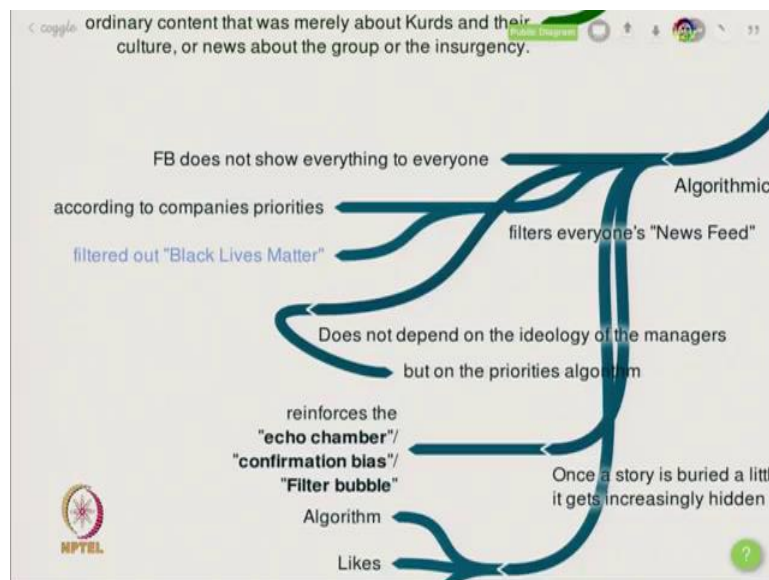 coggle
ordinary content that was merely about Kurds and their
culture, or news about the group or the insurgency.
Public Diagram
FB does not show everything to everyone
Algorithmic
according to companies priorities
filters everyone's "News Feed"
filtered out "Black Lives Matter"
Does not depend on the ideology of the managers
but on the priorities algorithm
reinforces the
"echo chamber"/
"confirmation bias"/
"Filter bubble"
Once a story is buried a littl
it gets increasingly hidden
Algorithm
Likes
NPTEL
?